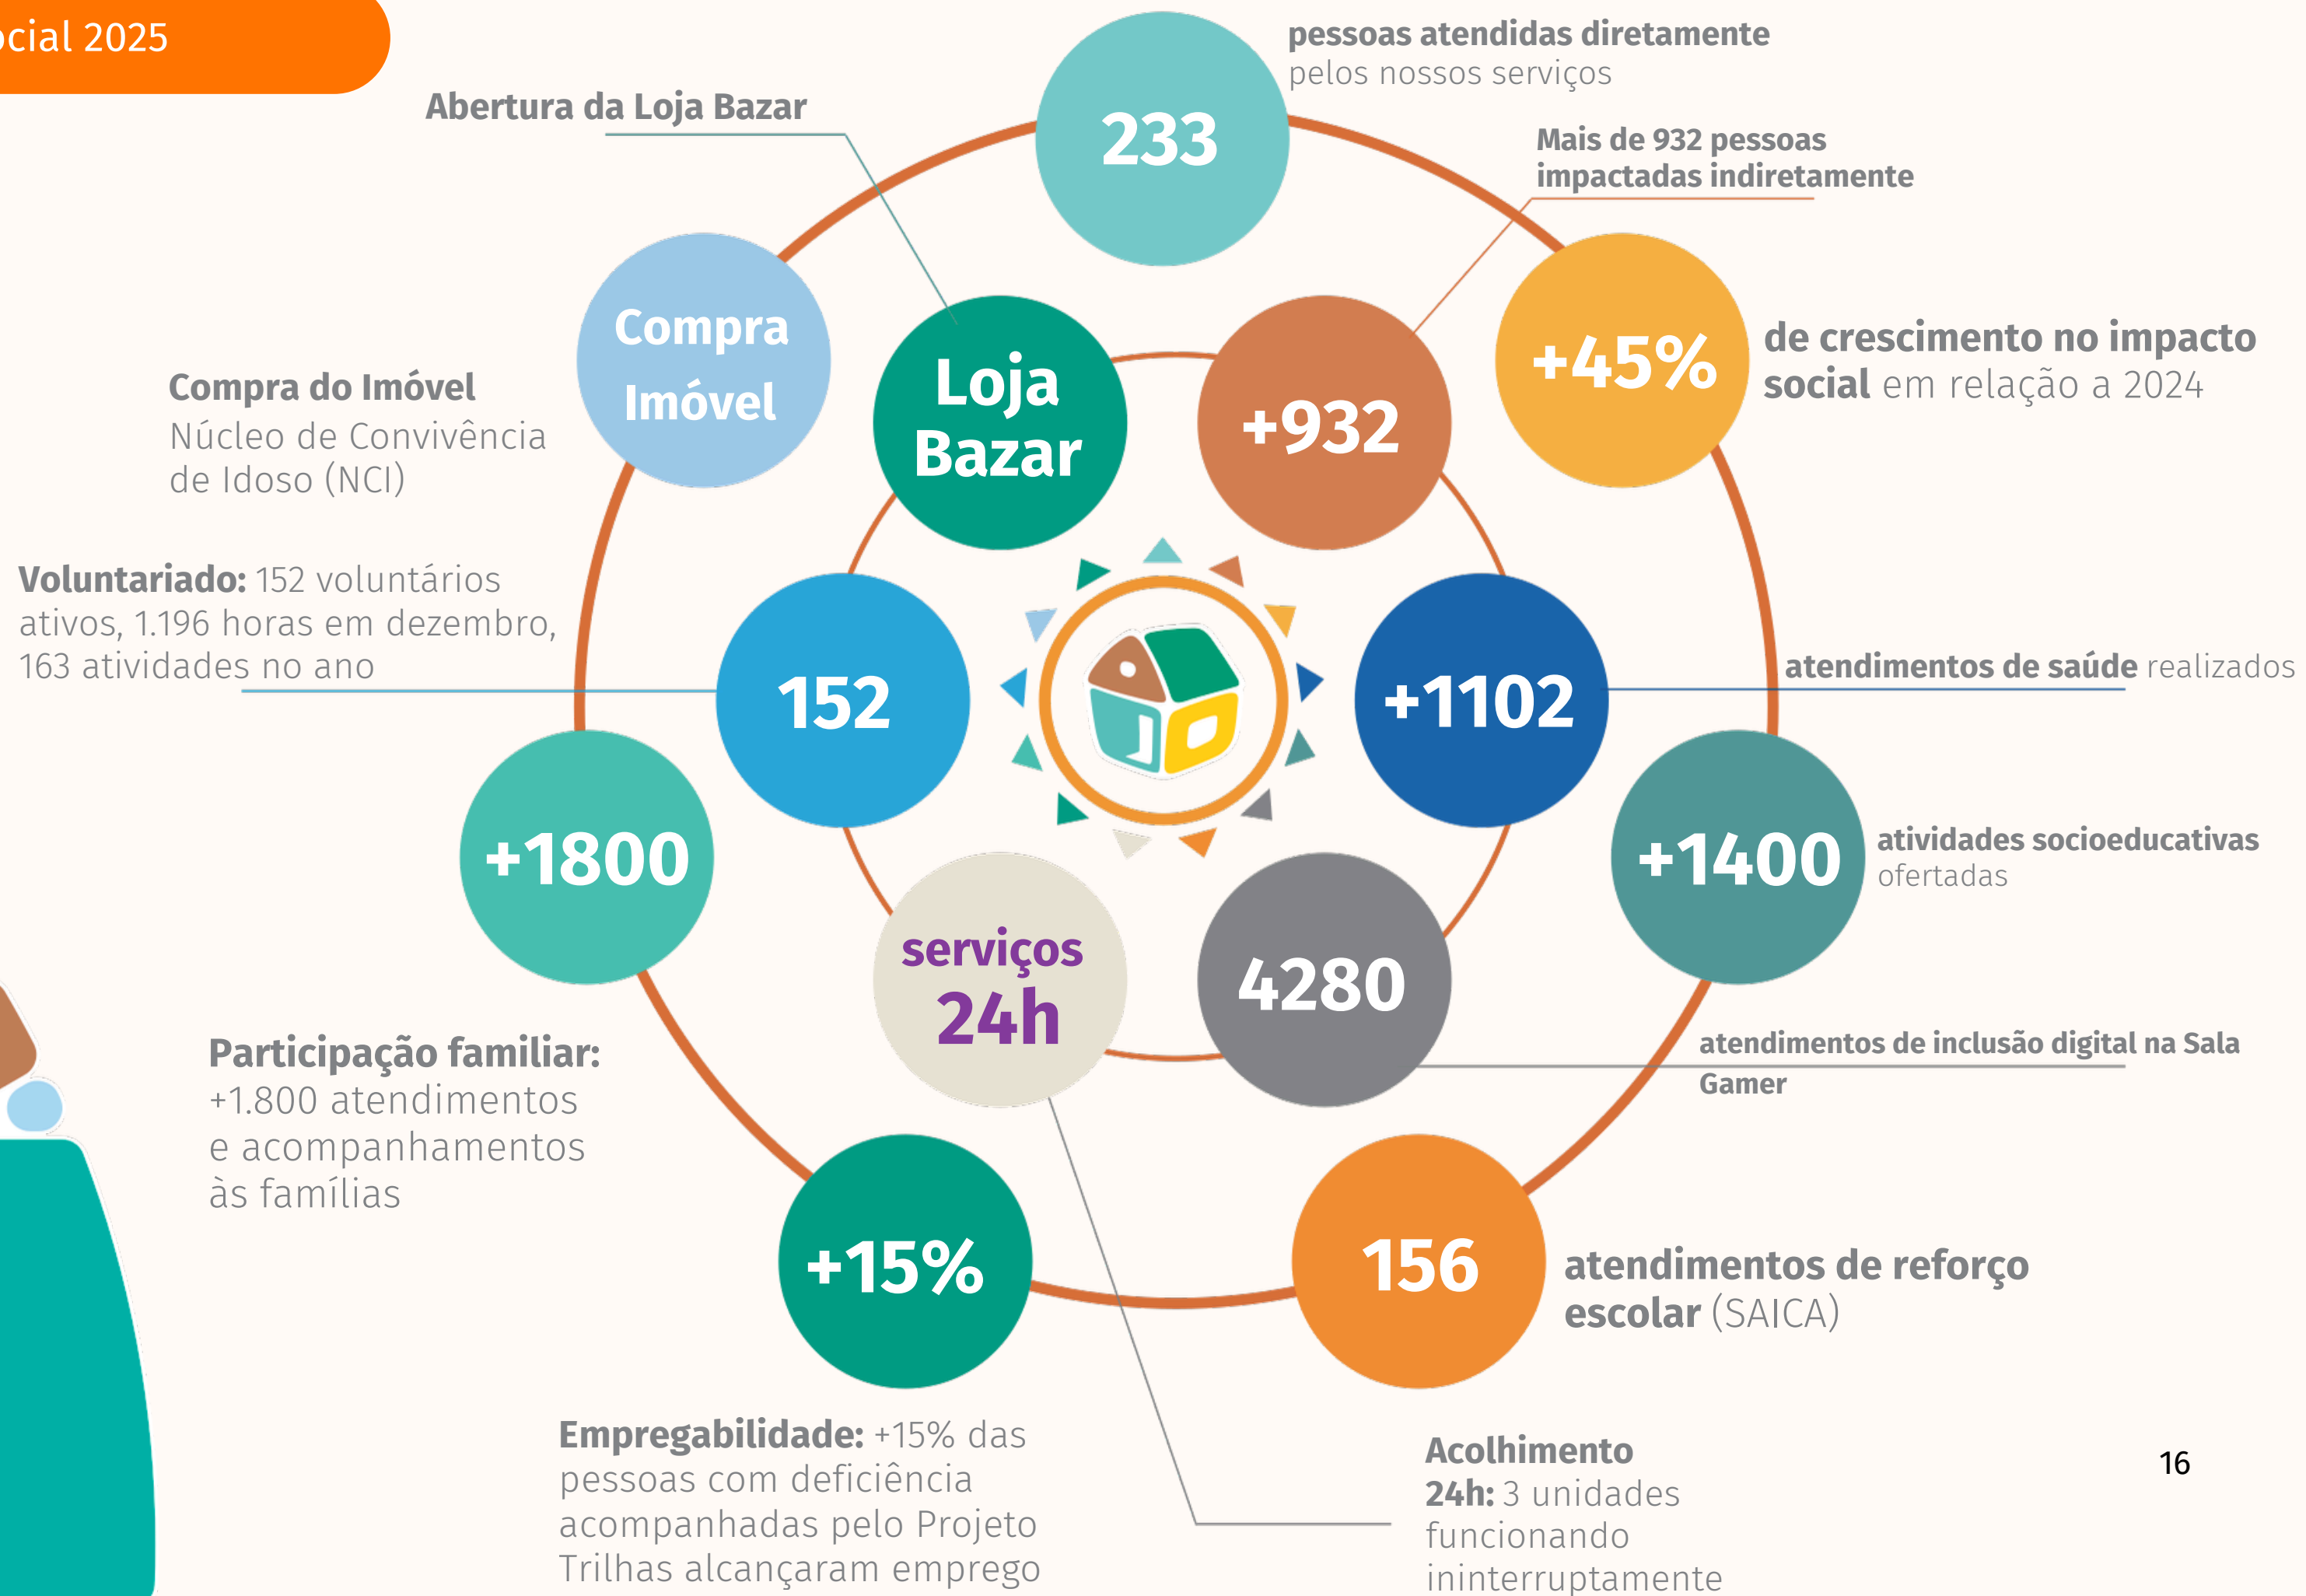 ocial 2025
pessoas atendidas diretamente
pelos nossos serviços
233
Abertura da Loja Bazar
Mais de 932 pessoas
impactadas indiretamente
Compra
Imóvel
Compra do Imóvel
Núcleo de Convivência
de Idoso (NCI)
Loja
Bazar
+932
+45%
de crescimento no impacto
social em relação a 2024
Voluntariado: 152 voluntários
ativos, 1.196 horas em dezembro,
163 atividades no ano
152
+1102
atendimentos de saúde realizados
+1800
+1400
atividades socioeducativas
ofertadas
serviços
24h
4280
atendimentos de inclusão digital na Sala
Gamer
Participação familiar:
+1.800 atendimentos
e acompanhamentos
às famílias
+15%
156
atendimentos de reforço
escolar (SAICA)
Empregabilidade: +15% das
pessoas com deficiência
acompanhadas pelo Projeto
Trilhas alcançaram emprego
Acolhimento
24h: 3 unidades
funcionando
ininterruptamente
16